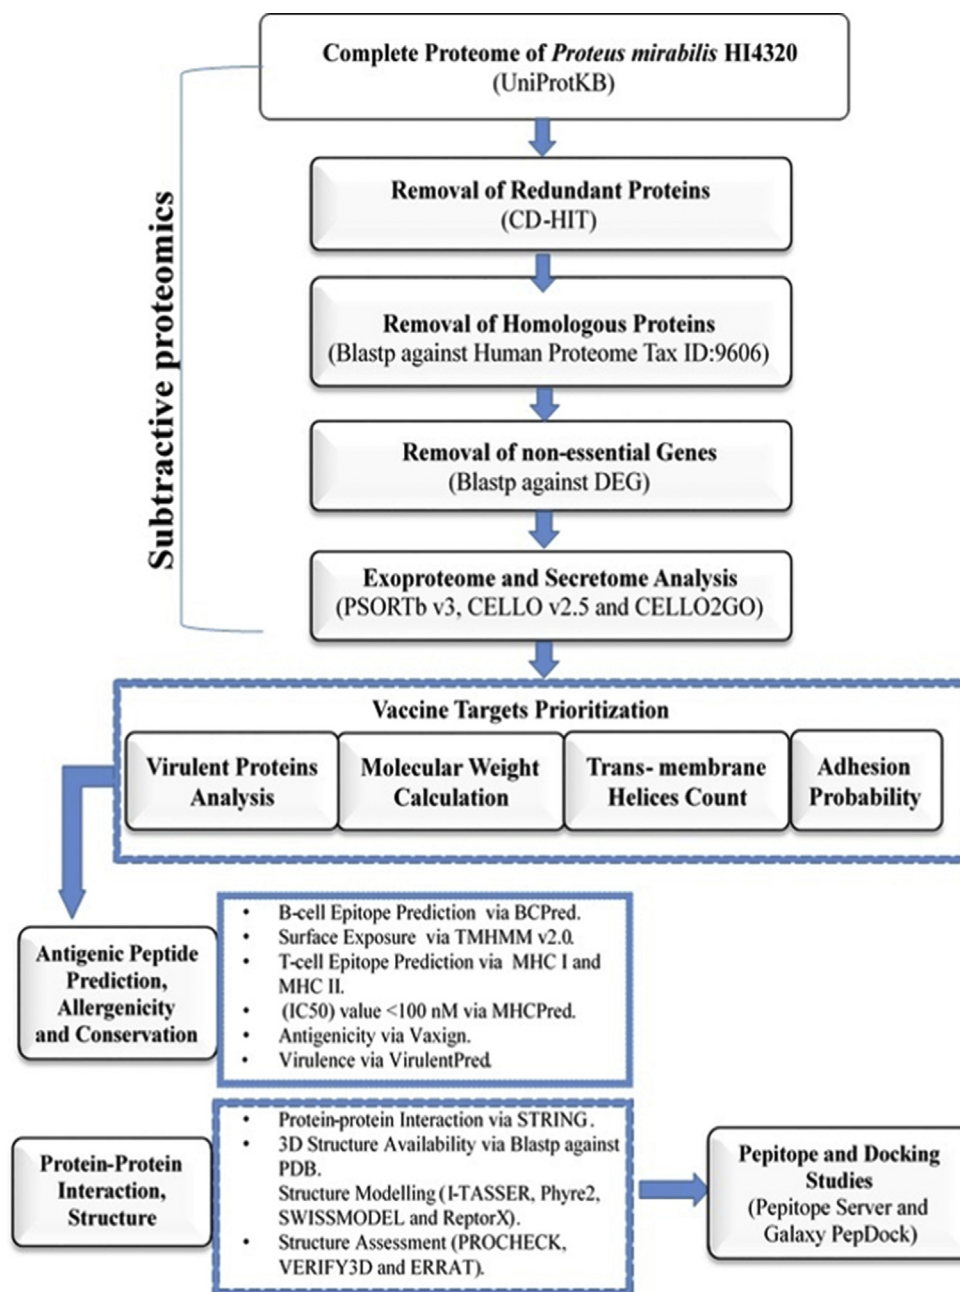 Complete Proteome of Proteus mirabilis HI4320
(UniProtKB)
Subtractive proteomics
Removal of Redundant Proteins
(CD-HIT)
Removal of Homologous Proteins
(Blastp against Human Proteome Tax ID:9606)
Removal of non-essential Genes
(Blastp against DEG)
Exoproteome and Secretome Analysis
(PSORTb v3, CELLO v2.5 and CELLO2GO)
Vaccine Targets Prioritization
Virulent Proteins
Analysis
Molecular Weight
Calculation
Trans- membrane
Helices Count
Adhesion
Probability
Antigenic Peptide
Prediction,
Allergenicity
and Conservation
• B-cell Epitope Prediction via BCPred.
• Surface Exposure via TMHMM v2.0.
• T-cell Epitope Prediction via MHC I and
MHC II.
• (IC50) value <100 nM via MHCPred.
• Antigenicity via Vaxign.
• Virulence via VirulentPred.
Protein-Protein
Interaction,
Structure
• Protein-protein Interaction via STRING.
• 3D Structure Availability via Blastp against
PDB.
Structure Modelling (I-TASSER, Phyre2,
SWISSMODEL and ReptorX).
• Structure Assessment (PROCHECK,
VERIFY3D and ERRAT).
Pepitope and Docking
Studies
(Pepitope Server and
Galaxy PepDock)